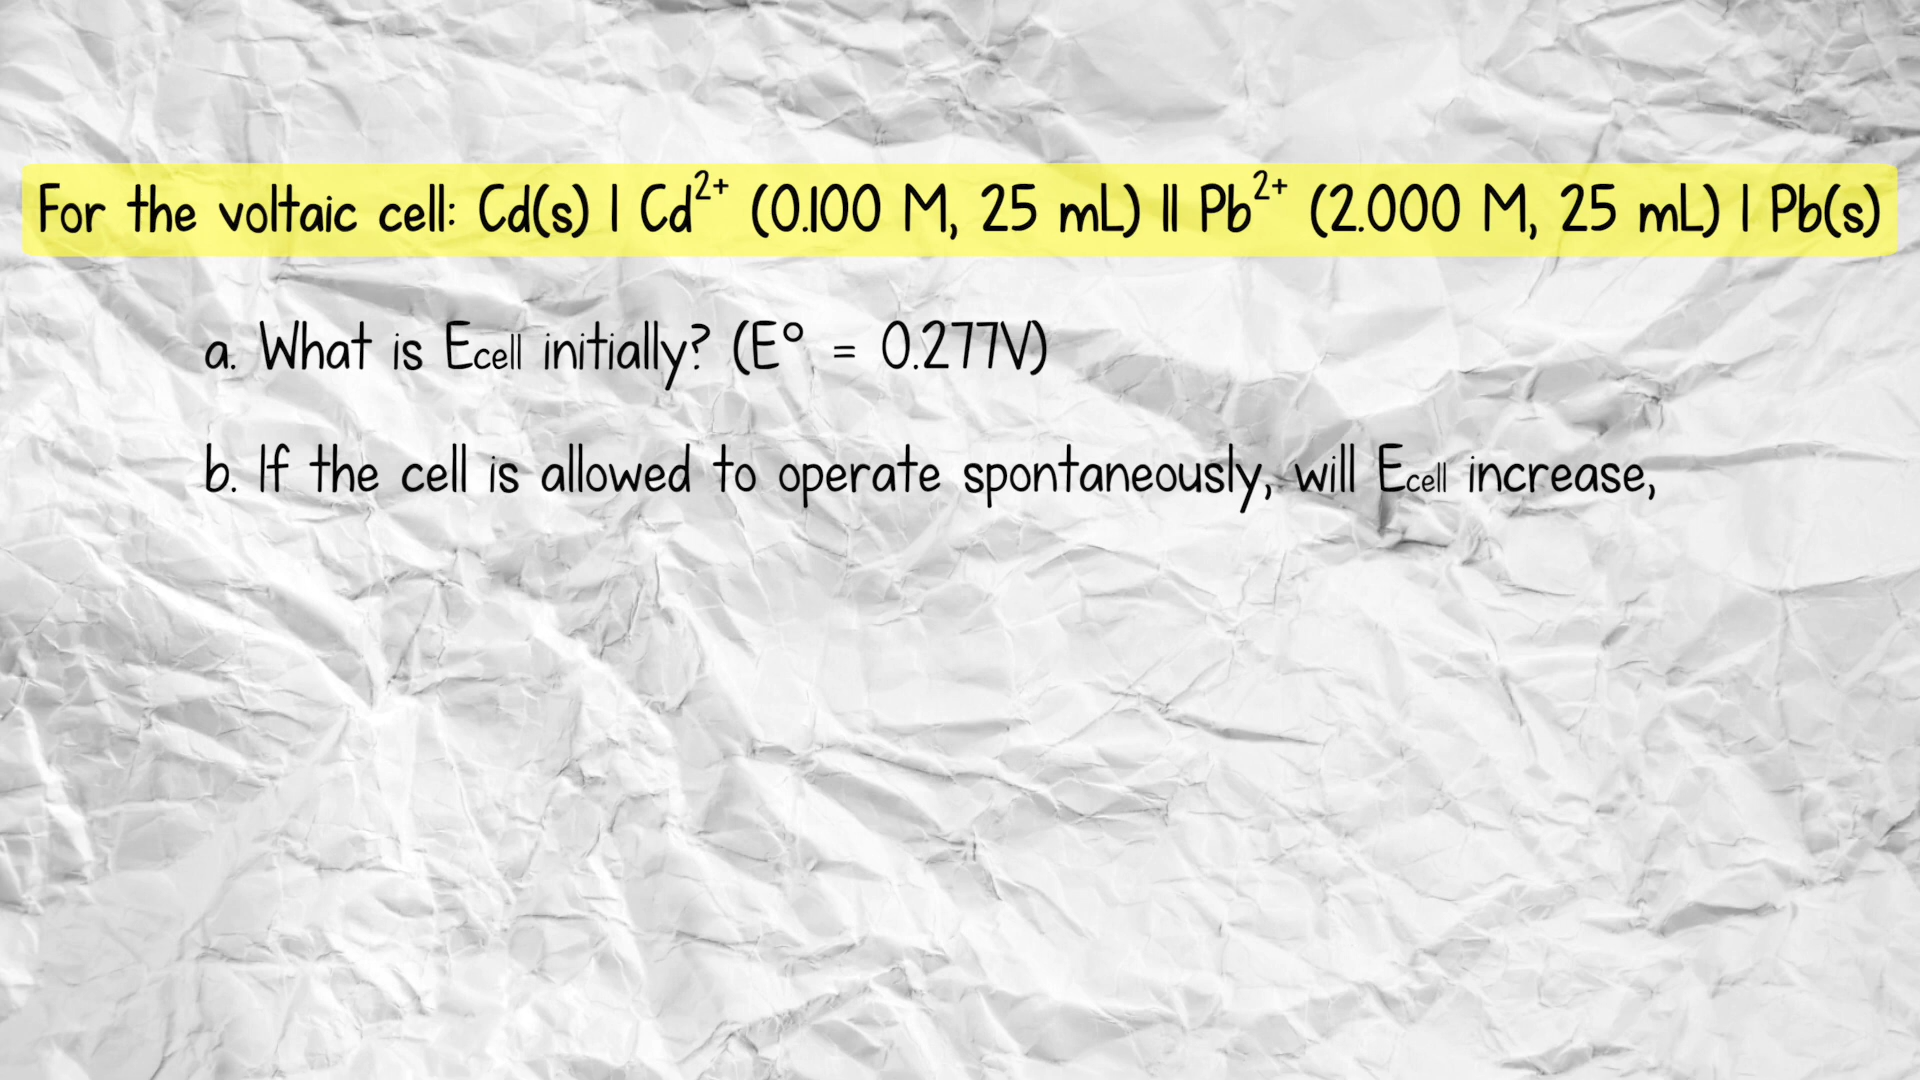 For the voltaic cell: Cd(s) | Cd²⁺ (0.100 M, 25 mL) || Pb²⁺ (2.000 M, 25 mL) | Pb(s)
a. What is Ecell initially? (E° = 0.277V)
b. If the cell is allowed to operate spontaneously, will Ecell increase,